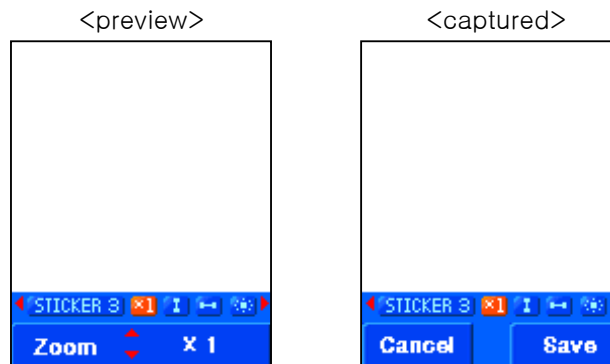 <preview>
<captured>
STICKER 3 ×1
STICKER 3 ×1
Zoom X 1
Cancel Save